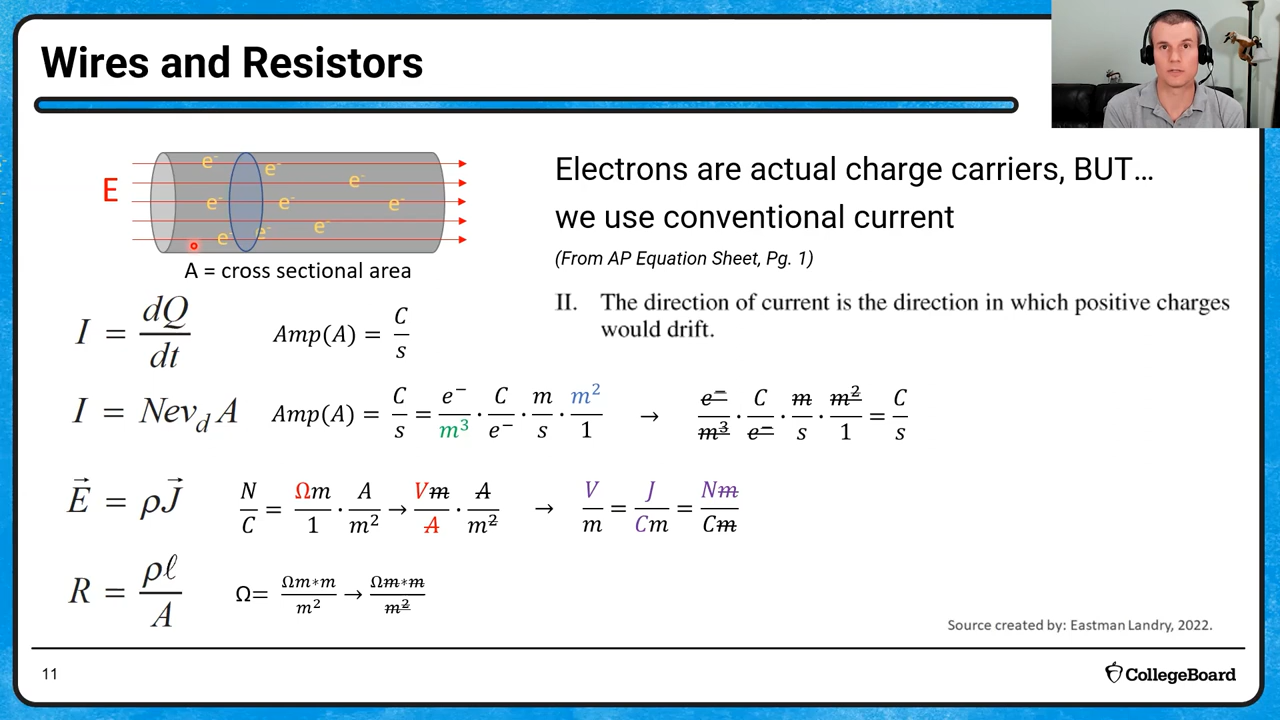 Wires and Resistors
E
e⁻ e⁻ e⁻
e⁻ e⁻ e⁻
e⁻ e⁻ e⁻
A = cross sectional area
Electrons are actual charge carriers, BUT…
we use conventional current
(From AP Equation Sheet, Pg. 1)
II. The direction of current is the direction in which positive charges
would drift.
I = dQ/dt Amp(A) = C/s
I = Nev_d A Amp(A) = C/s = e⁻/m³ · C/e⁻ · m/s · m²/1 → e⁻/m³ · C/e⁻ · m/s · m²/1 = C/s
E⃗ = ρJ⃗ N/C = Ωm/1 · A/m² → Vm/A · A/m² → V/m = J/Cm = Nm/Cm
R = ρℓ/A Ω= Ωm*m/m² → Ωm*m/m²
Source created by: Eastman Landry, 2022.
11
CollegeBoard